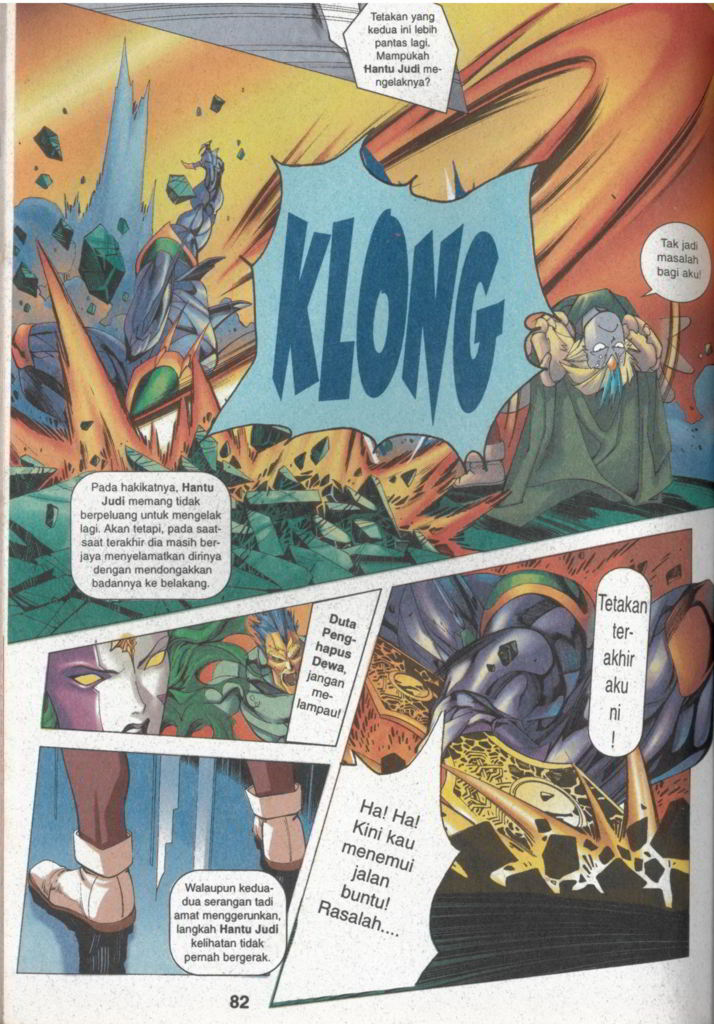 Tetakan yang
kedua ini lebih
pantas lagi.
Mampukah
Hantu Judi me-
ngelaknya?
KLONG
Tak jadi
masalah
bagi aku!
Pada hakikatnya, Hantu
Judi memang tidak
berpeluang untuk mengelak
lagi. Akan tetapi, pada saat-
saat terakhir dia masih ber-
jaya menyelamatkan dirinya
dengan mendongakkan
badannya ke belakang.
Duta
Peng-
hapus
Dewa,
jangan
me-
lampau!
Tetakan
ter-
akhir
aku
ni
!
Ha! Ha!
Kini kau
menemui
jalan
buntu!
Rasalah....
Walaupun kedua-
dua serangan tadi
amat menggerunkan,
langkah Hantu Judi
kelihatan tidak
pernah bergerak.
82